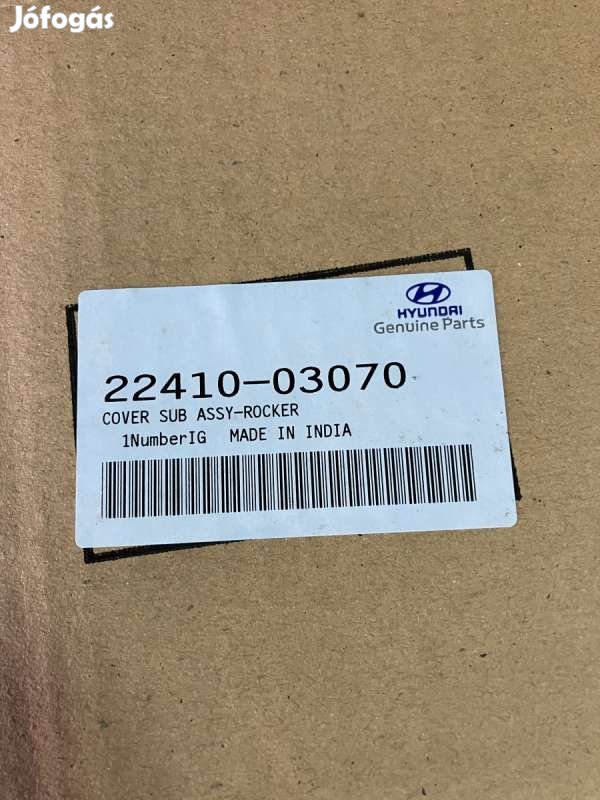 Jófogás
HYUNDAI
Genuine Parts
22410-03070
COVER SUB ASSY-ROCKER
1NumberIG MADE IN INDIA